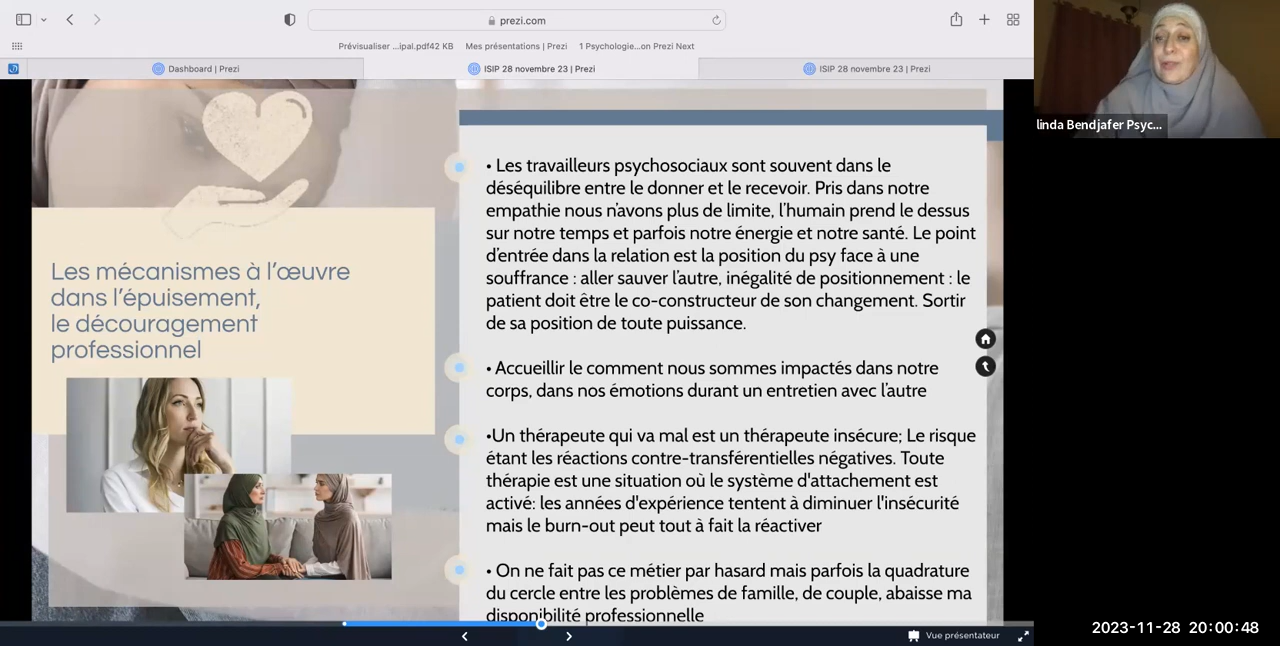 prezi.com
Prévisualiser ...ipal.pdf42 KB
Mes présentations | Prezi
1 Psychologie...on Prezi Next
Dashboard | Prezi
ISIP 28 novembre 23 | Prezi
ISIP 28 novembre 23 | Prezi
linda Bendjafer Psyc...
Les mécanismes à l'œuvre
dans l'épuisement,
le découragement
professionnel
• Les travailleurs psychosociaux sont souvent dans le
déséquilibre entre le donner et le recevoir. Pris dans notre
empathie nous n'avons plus de limite, l'humain prend le dessus
sur notre temps et parfois notre énergie et notre santé. Le point
d'entrée dans la relation est la position du psy face à une
souffrance : aller sauver l'autre, inégalité de positionnement : le
patient doit être le co-constructeur de son changement. Sortir
de sa position de toute puissance.
• Accueillir le comment nous sommes impactés dans notre
corps, dans nos émotions durant un entretien avec l'autre
•Un thérapeute qui va mal est un thérapeute insécure; Le risque
étant les réactions contre-transférentielles négatives. Toute
thérapie est une situation où le système d'attachement est
activé: les années d'expérience tentent à diminuer l'insécurité
mais le burn-out peut tout à fait la réactiver
• On ne fait pas ce métier par hasard mais parfois la quadrature
du cercle entre les problèmes de famille, de couple, abaisse ma
disponibilité professionnelle
Vue présentateur
2023-11-28 20:00:48